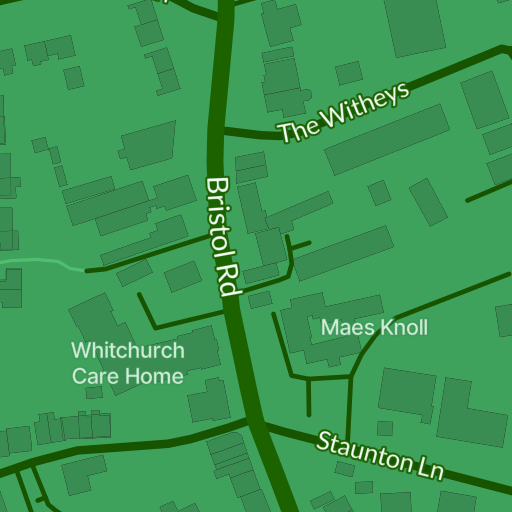 The Witheys
Bristol Rd
Maes Knoll
Whitchurch
Care Home
Staunton Ln